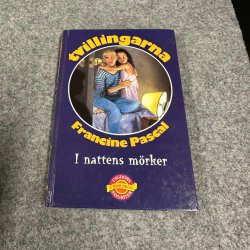 tvillingarna
Francine Pascal
I nattens mörker